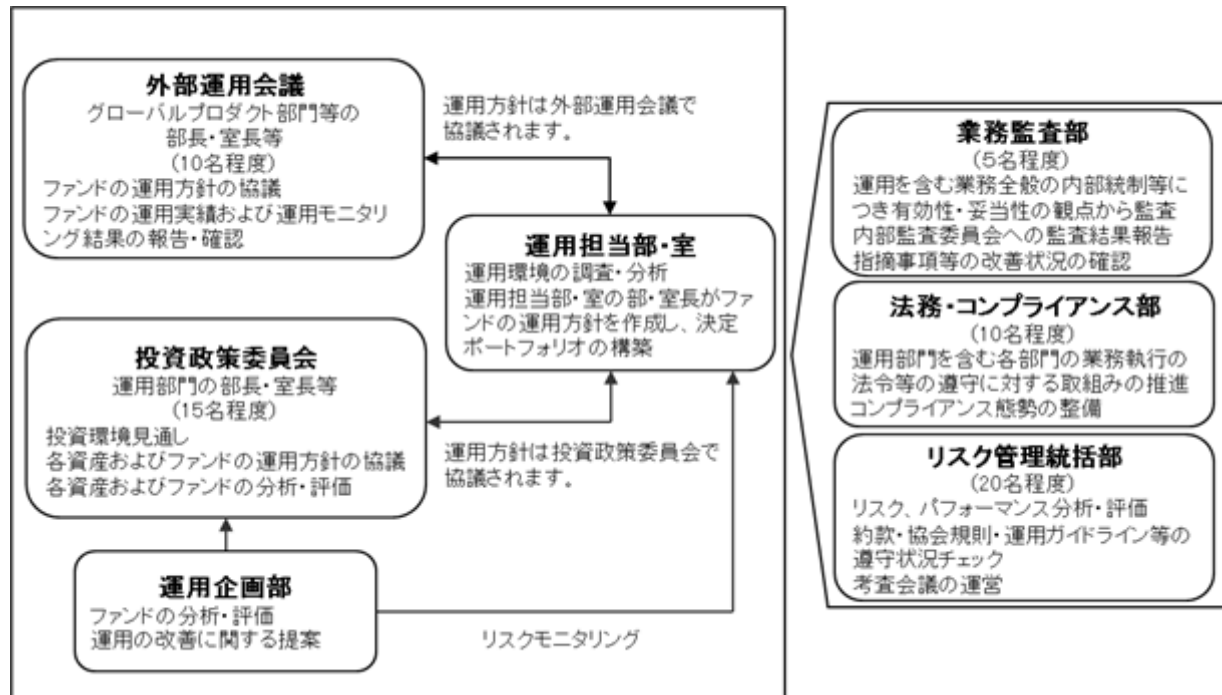 外部運用会議
グローバルプロダクト部門等の
部長・室長等
(10名程度)
ファンドの運用方針の協議
ファンドの運用実績および運用モニタリ
ング結果の報告・確認
運用方針は外部運用会議で
協議されます。
運用担当部・室
運用環境の調査・分析
運用担当部・室の部・室長がファ
ンドの運用方針を作成し、決定
ポートフォリオの構築
投資政策委員会
運用部門の部長・室長等
(15名程度)
投資環境見通し
各資産およびファンドの運用方針の協議
各資産およびファンドの分析・評価
運用方針は投資政策委員会で
協議されます。
運用企画部
ファンドの分析・評価
運用の改善に関する提案
リスクモニタリング
業務監査部
(5名程度)
運用を含む業務全般の内部統制等に
つき有効性・妥当性の観点から監査
内部監査委員会への監査結果報告
指摘事項等の改善状況の確認
法務・コンプライアンス部
(10名程度)
運用部門を含む各部門の業務執行の
法令等の遵守に対する取組みの推進
コンプライアンス態勢の整備
リスク管理統括部
(20名程度)
リスク、パフォーマンス分析・評価
約款・協会規則・運用ガイドライン等の
遵守状況チェック
考査会議の運営